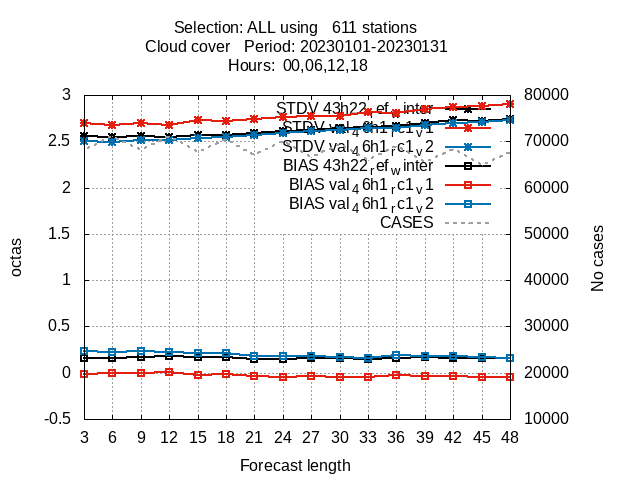 Selection: ALL using 611 stations
Cloud cover Period: 20230101-20230131
Hours: 00,06,12,18
3 80000
2.5 70000
2 60000
1.5 50000
1 40000
0.5 30000
0 20000
-0.5 10000
STDV 43h22_ref_winter
STDV val_46h1_rc1_v1
STDV val_46h1_rc1_v2
BIAS 43h22_ref_winter
BIAS val_46h1_rc1_v1
BIAS val_46h1_rc1_v2
CASES
octas
No cases
3 6 9 12 15 18 21 24 27 30 33 36 39 42 45 48
Forecast length